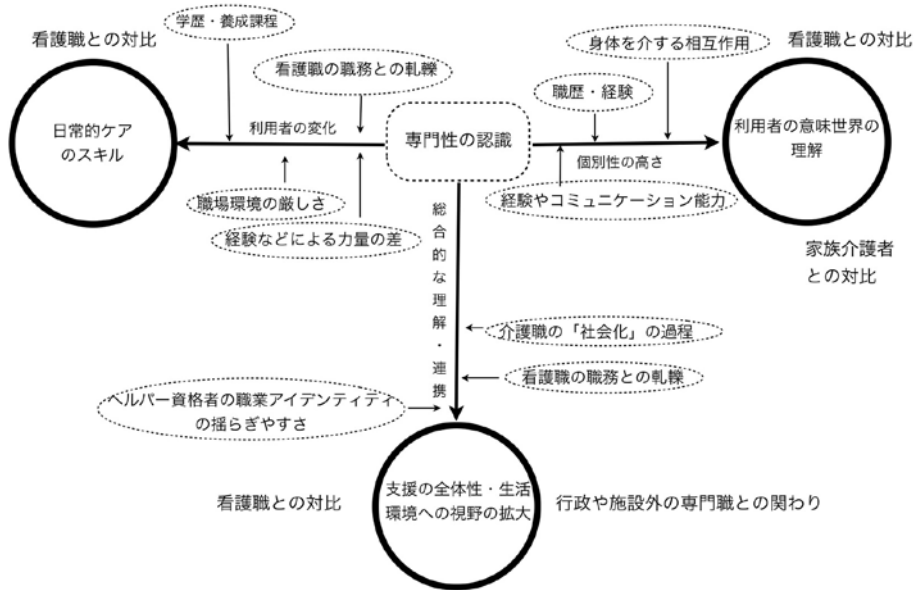 学歴・養成課程
看護職との対比
看護職の職務との軋轢
身体を介する相互作用
看護職との対比
職歴・経験
日常的ケア
のスキル
利用者の変化
専門性の認識
利用者の意味世界の
理解
個別性の高さ
職場環境の厳しさ
経験やコミュニケーション能力
経験などによる力量の差
総合的な理解・連携
家族介護者
との対比
介護職の「社会化」の過程
看護職の職務との軋轢
ヘルパー資格者の職業アイデンティティ
の揺らぎやすさ
看護職との対比
支援の全体性・生活
環境への視野の拡大
行政や施設外の専門職との関わり